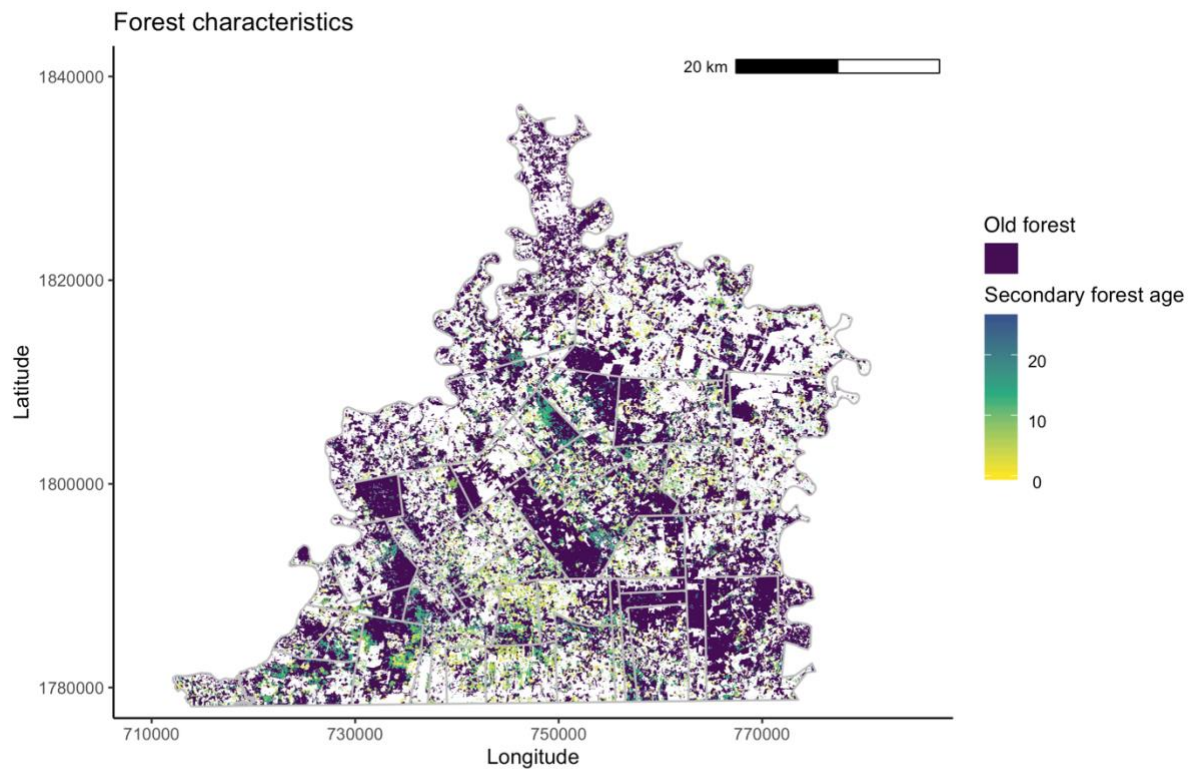 Forest characteristics
20 km
1840000
1820000
1800000
1780000
Latitude
710000
730000
750000
770000
Longitude
Old forest
Secondary forest age
20
10
0